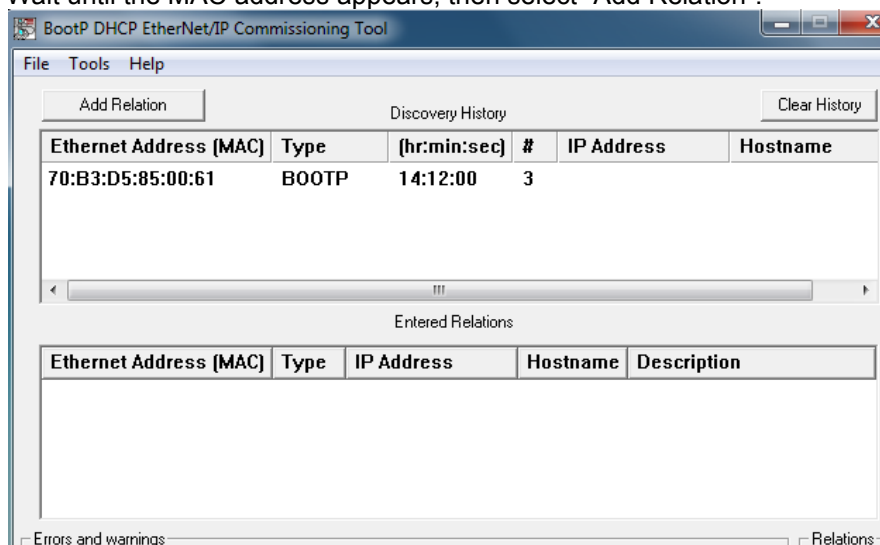 Wait until the MAC address appears, then select "Add Relation".
BootP DHCP EtherNet/IP Commissioning Tool
File Tools Help
Add Relation
Discovery History
Clear History
Ethernet Address (MAC) Type (hr:min:sec) # IP Address Hostname
70:B3:D5:85:00:61 BOOTP 14:12:00 3
Entered Relations
Ethernet Address (MAC) Type IP Address Hostname Description
Errors and warnings
Relations